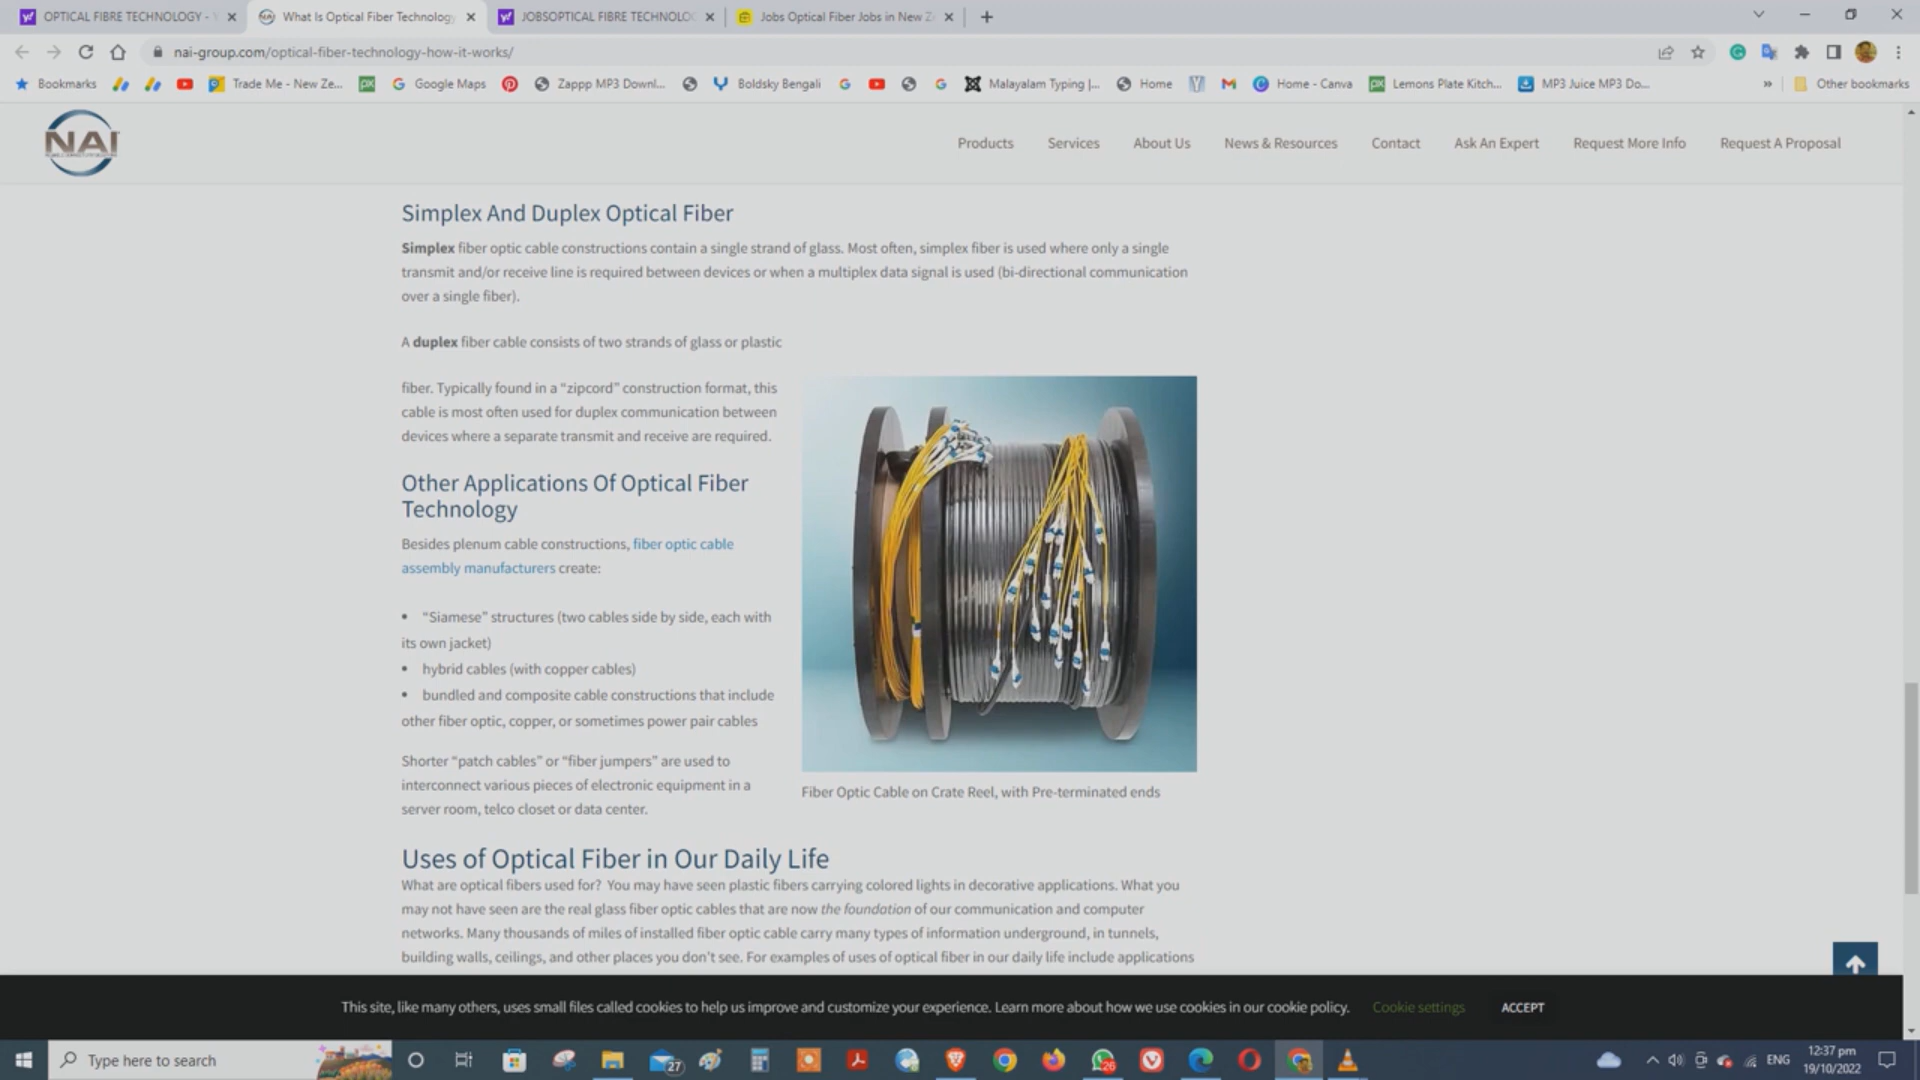 OPTICAL FIBRE TECHNOLOGY -
What Is Optical Fiber Technology
JOBSOPTICAL FIBRE TECHNOLO
Jobs Optical Fiber Jobs in New Z
nai-group.com/optical-fiber-technology-how-it-works/
Bookmarks
Trade Me - New Ze...
Google Maps
Zappp MP3 Downl...
Boldsky Bengali
Malayalam Typing |...
Home
Home - Canva
Lemons Plate Kitch...
MP3 Juice MP3 Do...
»
Other bookmarks
NAI
Products
Services
About Us
News & Resources
Contact
Ask An Expert
Request More Info
Request A Proposal
Simplex And Duplex Optical Fiber
Simplex fiber optic cable constructions contain a single strand of glass. Most often, simplex fiber is used where only a single
transmit and/or receive line is required between devices or when a multiplex data signal is used (bi-directional communication
over a single fiber).
A duplex fiber cable consists of two strands of glass or plastic
fiber. Typically found in a “zipcord” construction format, this
cable is most often used for duplex communication between
devices where a separate transmit and receive are required.
Other Applications Of Optical Fiber
Technology
Besides plenum cable constructions, fiber optic cable
assembly manufacturers create:
• “Siamese” structures (two cables side by side, each with
its own jacket)
• hybrid cables (with copper cables)
• bundled and composite cable constructions that include
other fiber optic, copper, or sometimes power pair cables
Shorter “patch cables” or “fiber jumpers” are used to
interconnect various pieces of electronic equipment in a
server room, telco closet or data center.
Fiber Optic Cable on Crate Reel, with Pre-terminated ends
Uses of Optical Fiber in Our Daily Life
What are optical fibers used for? You may have seen plastic fibers carrying colored lights in decorative applications. What you
may not have seen are the real glass fiber optic cables that are now the foundation of our communication and computer
networks. Many thousands of miles of installed fiber optic cable carry many types of information underground, in tunnels,
building walls, ceilings, and other places you don’t see. For examples of uses of optical fiber in our daily life include applications
This site, like many others, uses small files called cookies to help us improve and customize your experience. Learn more about how we use cookies in our cookie policy.
Cookie settings
ACCEPT
Type here to search
27
26
ENG
12:37 pm
19/10/2022